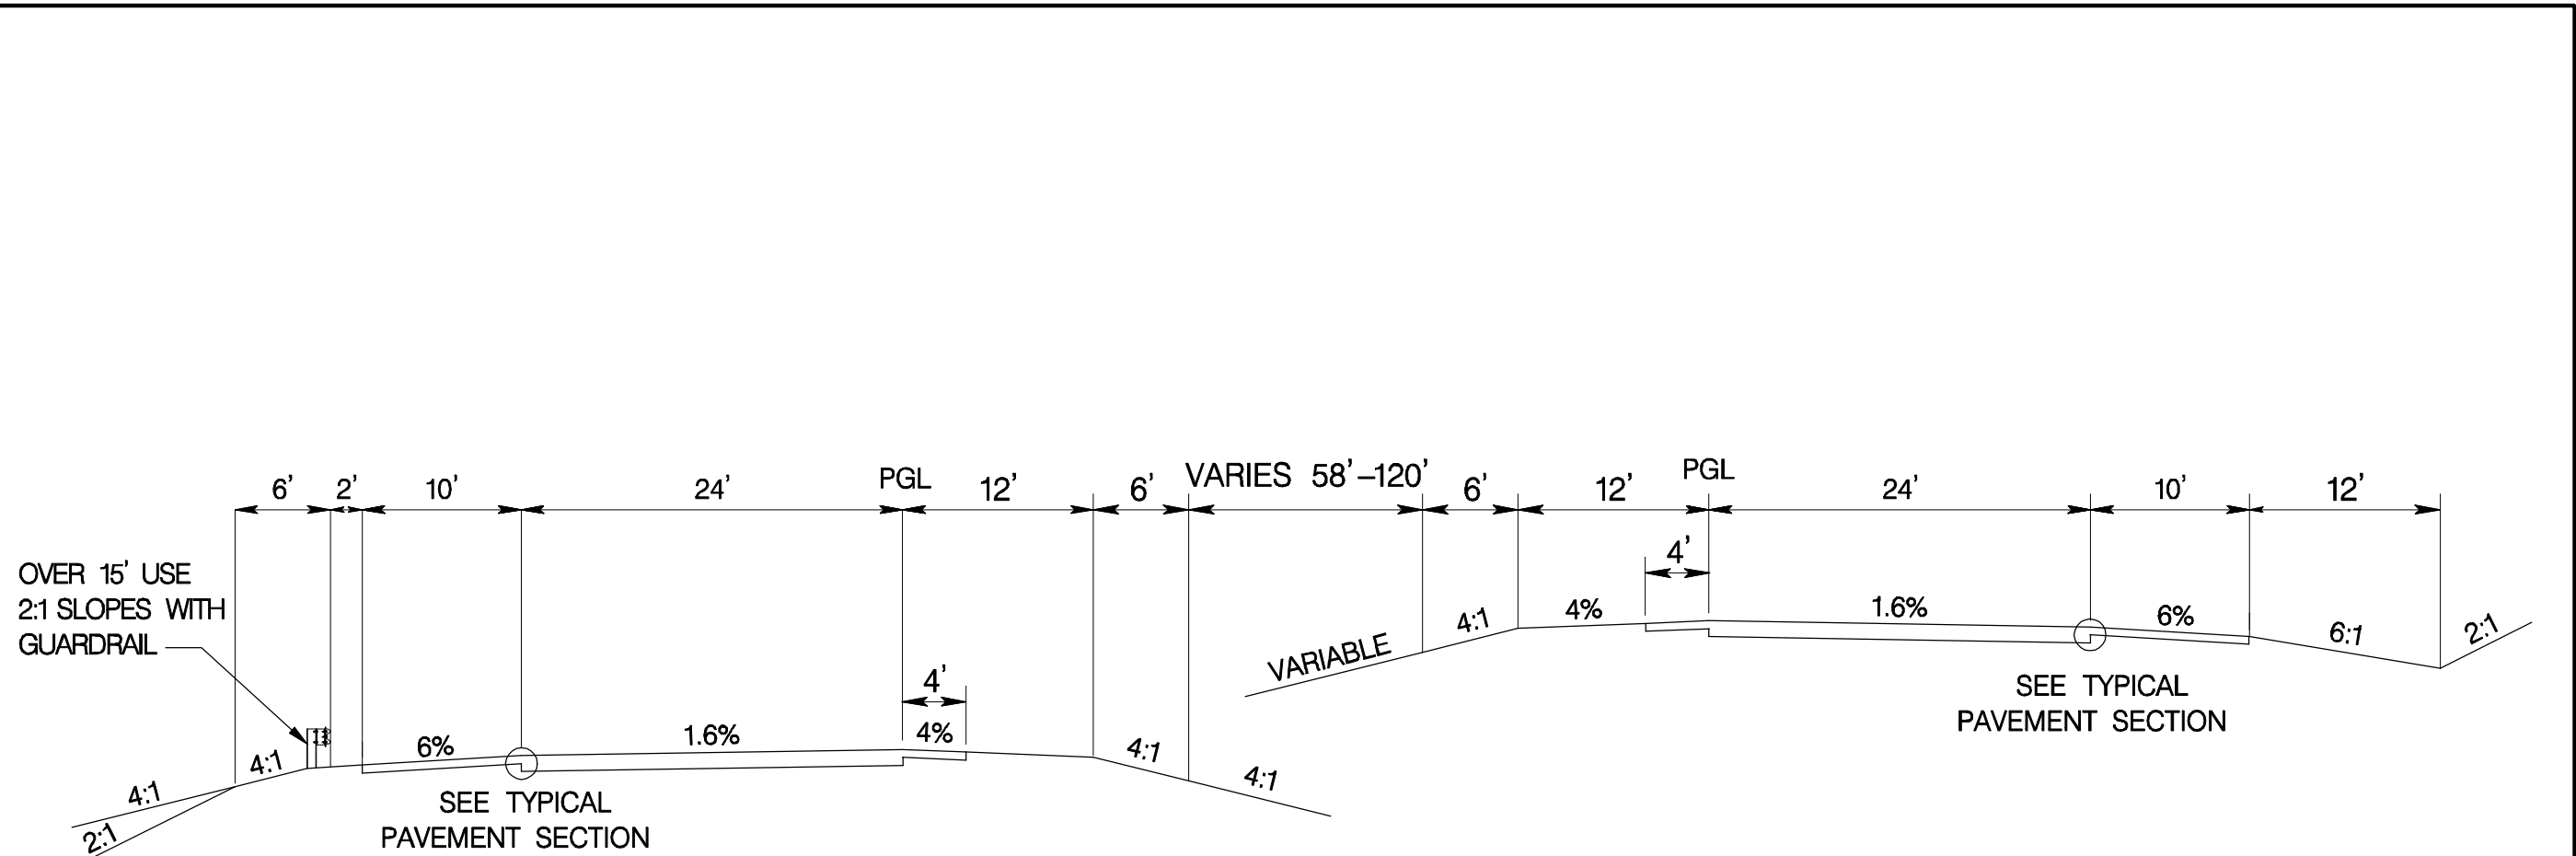 6' 2' 10' 24' PGL 12' 6' VARIES 58'-120' 6' 12' PGL 24' 10' 12'
4'
OVER 15' USE
2:1 SLOPES WITH
GUARDRAIL
4:1 4% 1.6% 6% 6:1 2:1
VARIABLE
SEE TYPICAL
PAVEMENT SECTION
4'
4:1 6% 1.6% 4% 4:1
4:1 4:1
2:1
SEE TYPICAL
PAVEMENT SECTION